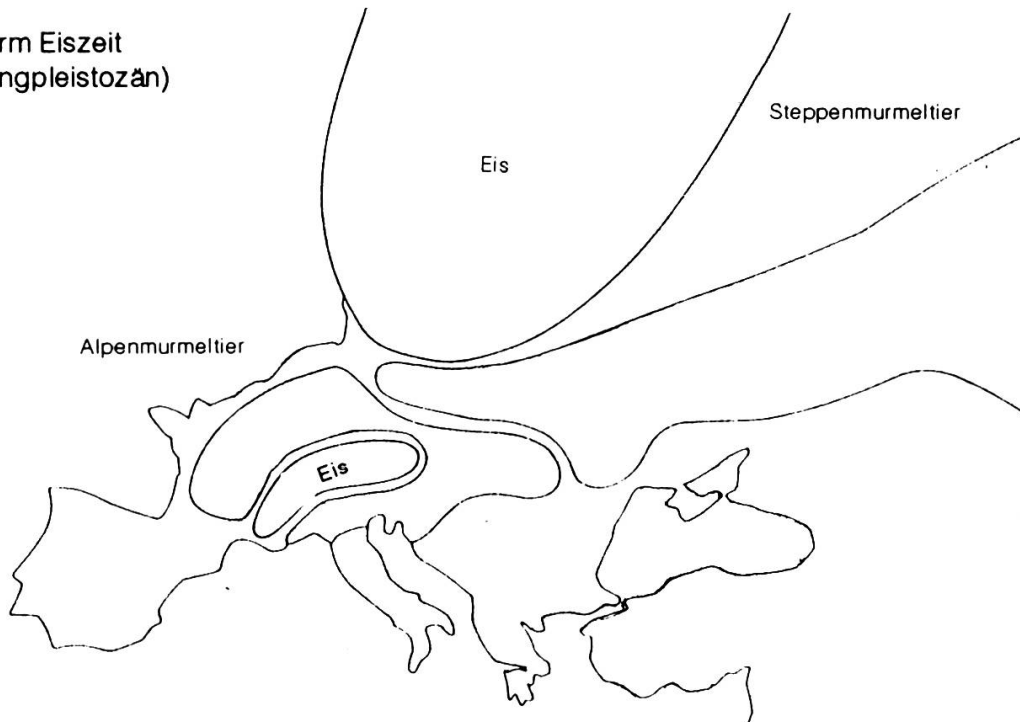 rm Eiszeit
ngpleistozän)
Steppenmurmeltier
Eis
Alpenmurmeltier
Eis